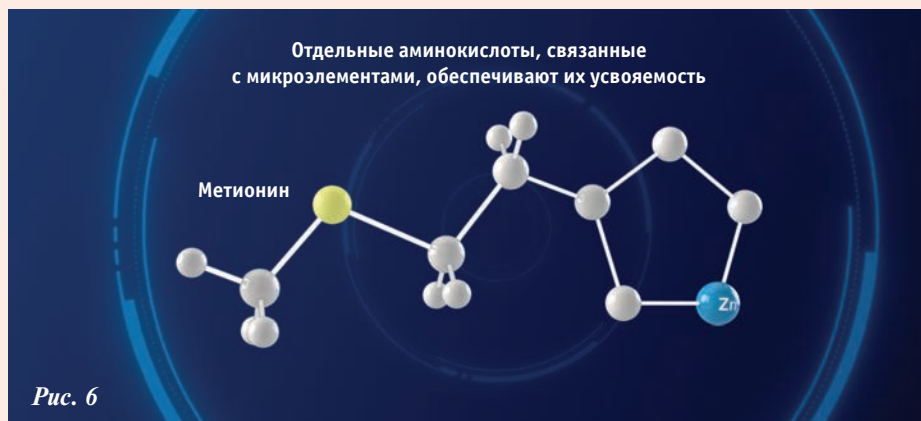 Отдельные аминокислоты, связанные
с микроэлементами, обеспечивают их усвояемость
Метионин
Zn
Рис. 6